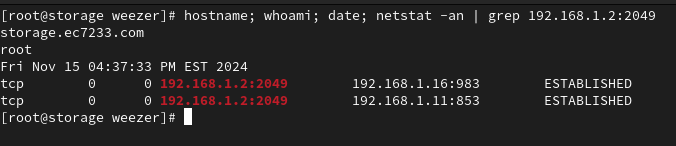 [root@storage weezer]# hostname; whoami; date; netstat -an | grep 192.168.1.2:2049
storage.ec7233.com
root
Fri Nov 15 04:37:33 PM EST 2024
tcp        0      0 192.168.1.2:2049        192.168.1.16:983        ESTABLISHED
tcp        0      0 192.168.1.2:2049        192.168.1.11:853        ESTABLISHED
[root@storage weezer]#